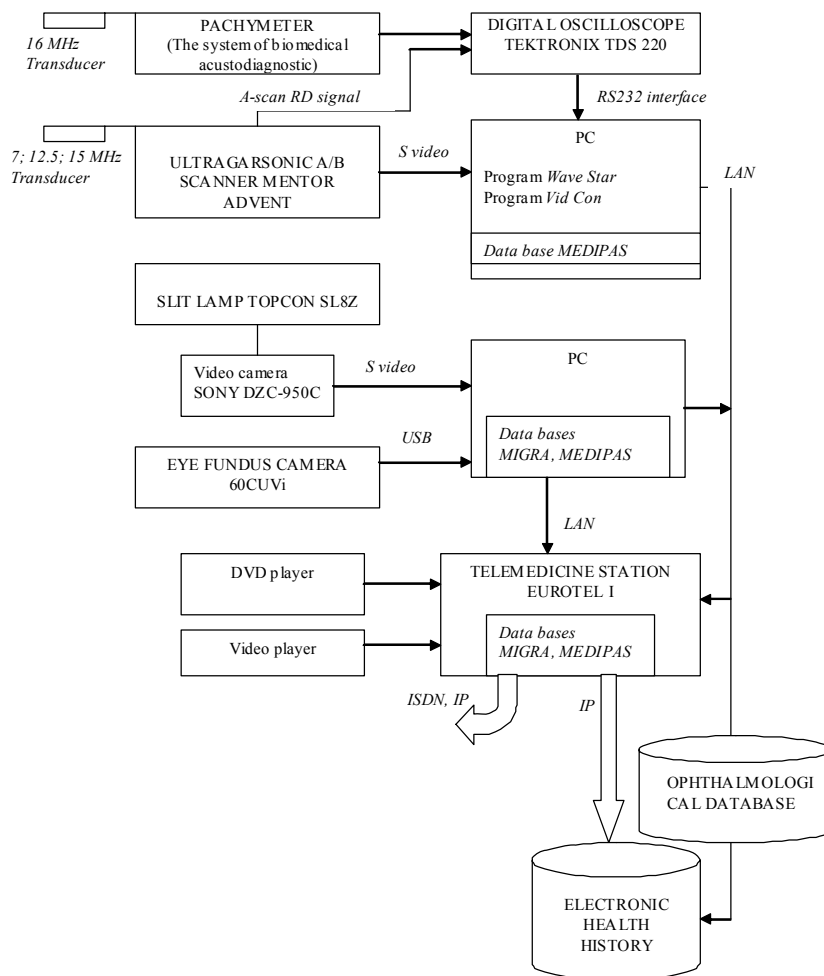 PACHYMETER
(The system of biomedical
acustodiagnostic)
DIGITAL OSCILLOSCOPE
TEKTRONIX TDS 220
16 MHz
Transducer
A-scan RD signal
RS232 interface
7; 12.5; 15 MHz
Transducer
ULTRAGARSONIC A/B
SCANNER MENTOR
ADVENT
S video
PC
Program Wave Star
Program Vid Con
Data base MEDIPAS
LAN
SLIT LAMP TOPCON SL8Z
Video camera
SONY DZC-950C
S video
PC
Data bases
MIGRA, MEDIPAS
EYE FUNDUS CAMERA
60CUVi
USB
LAN
DVD player
Video player
TELEMEDICINE STATION
EUROTEL I
Data bases
MIGRA, MEDIPAS
ISDN, IP
IP
OPHTHALMOLOGI
CAL DATABASE
ELECTRONIC
HEALTH
HISTORY